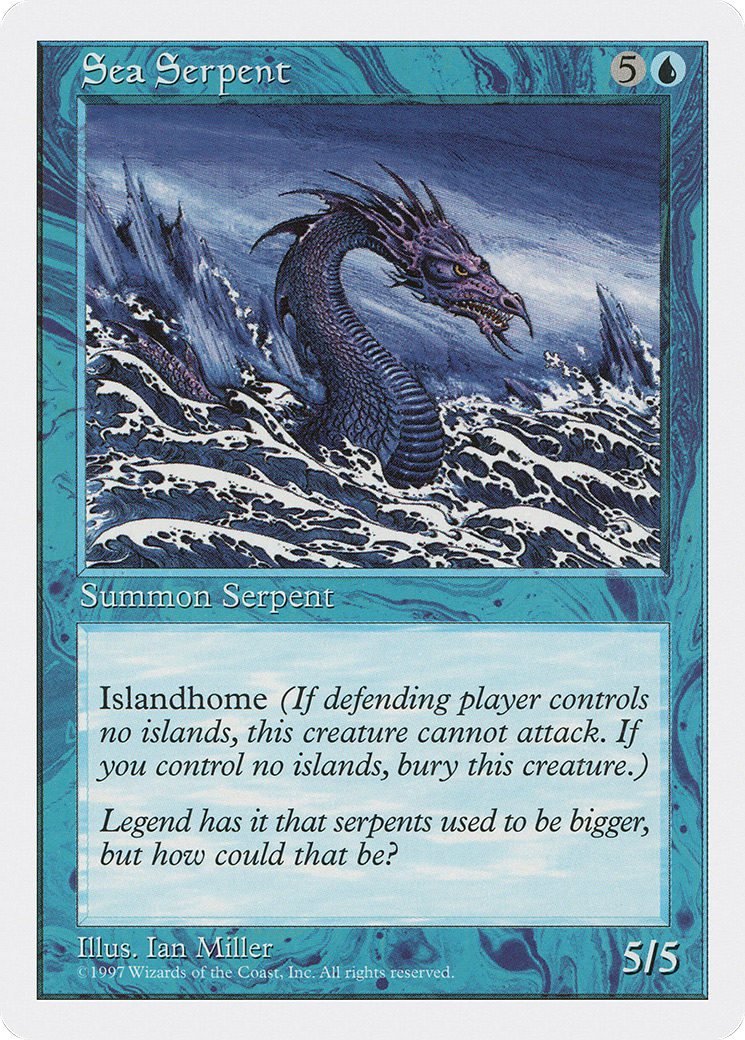 Sea Serpent 5
Summon Serpent
Islandhome (If defending player controls
no islands, this creature cannot attack. If
you control no islands, bury this creature.)
Legend has it that serpents used to be bigger,
but how could that be?
Illus. Ian Miller
©1997 Wizards of the Coast, Inc. All rights reserved.
5/5